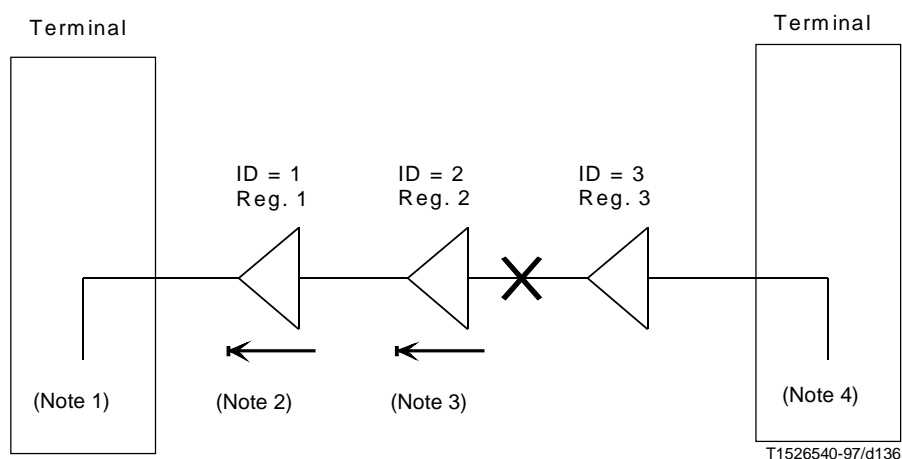 Terminal
Terminal
ID = 1
Reg. 1
ID = 2
Reg. 2
ID = 3
Reg. 3
(Note 1)
(Note 2)
(Note 3)
(Note 4)
T1526540-97/d136